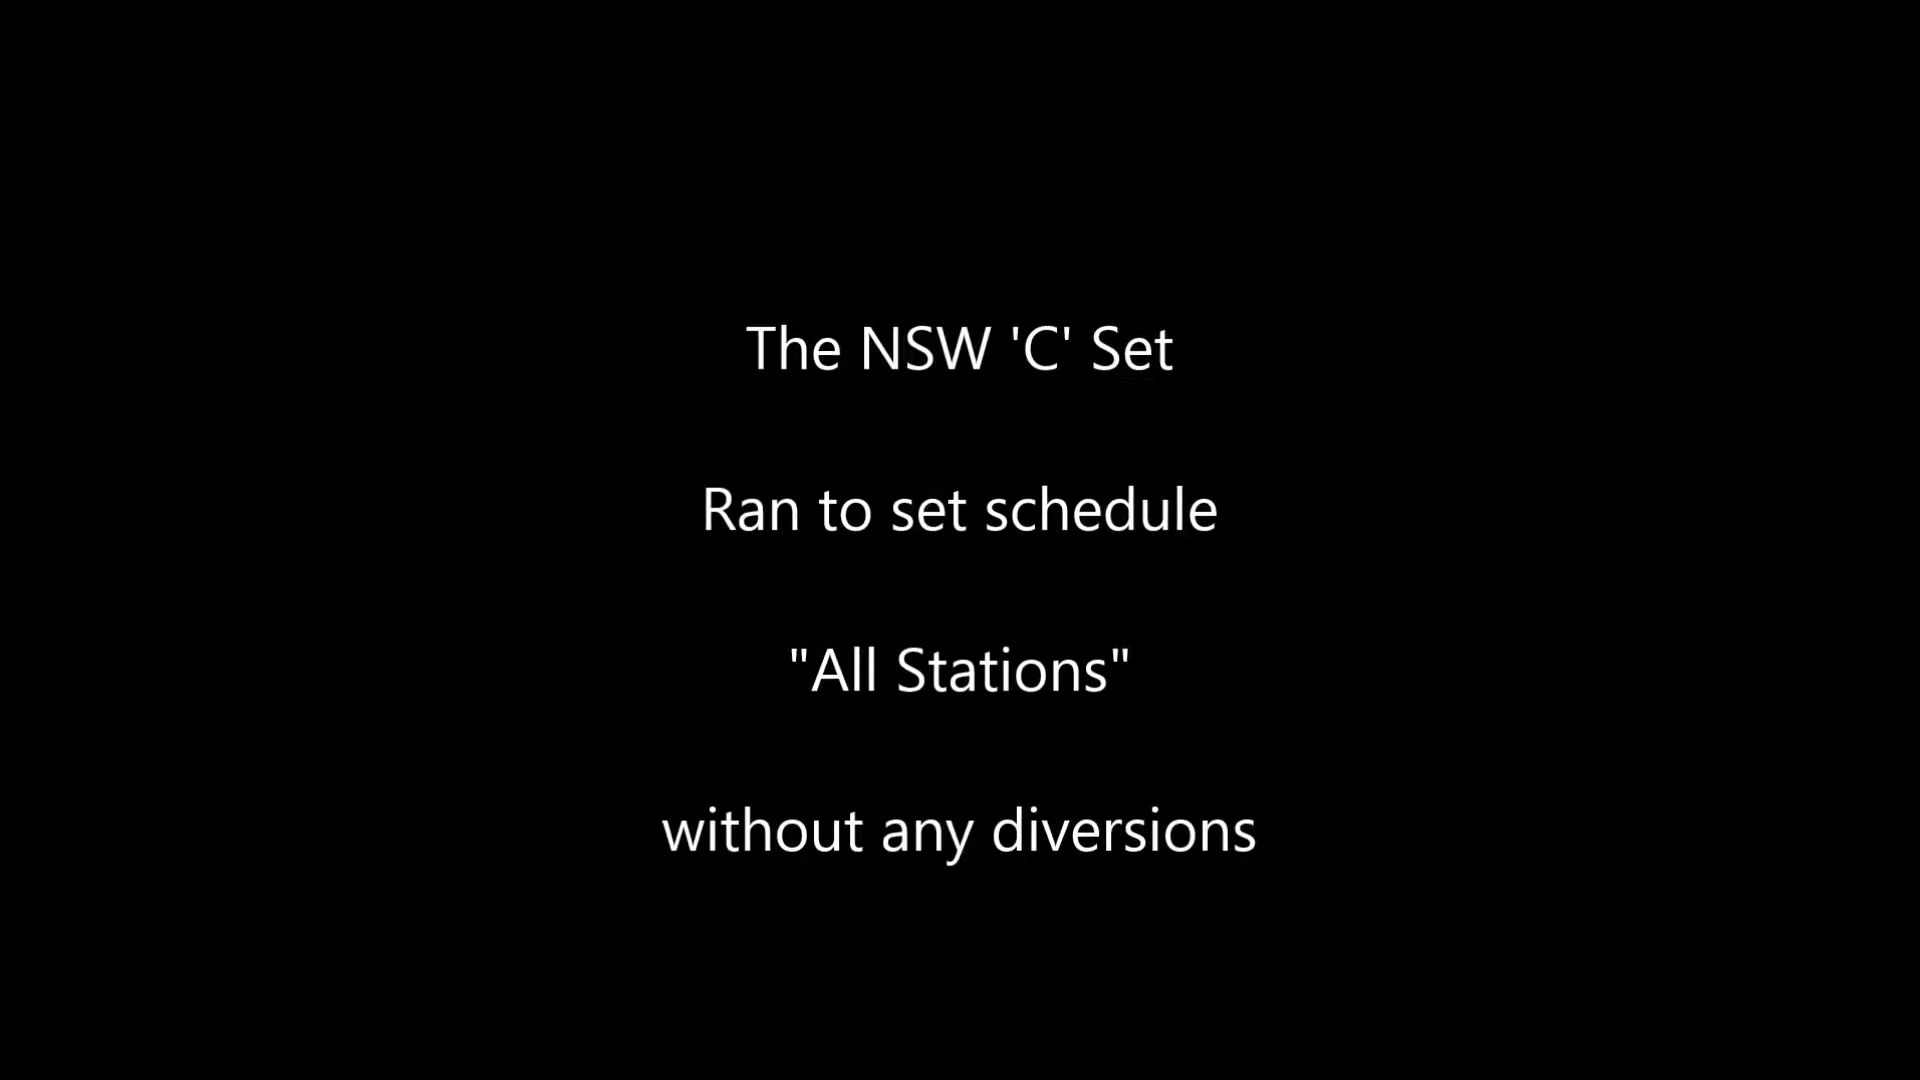 The NSW 'C' Set
Ran to set schedule
"All Stations"
without any diversions